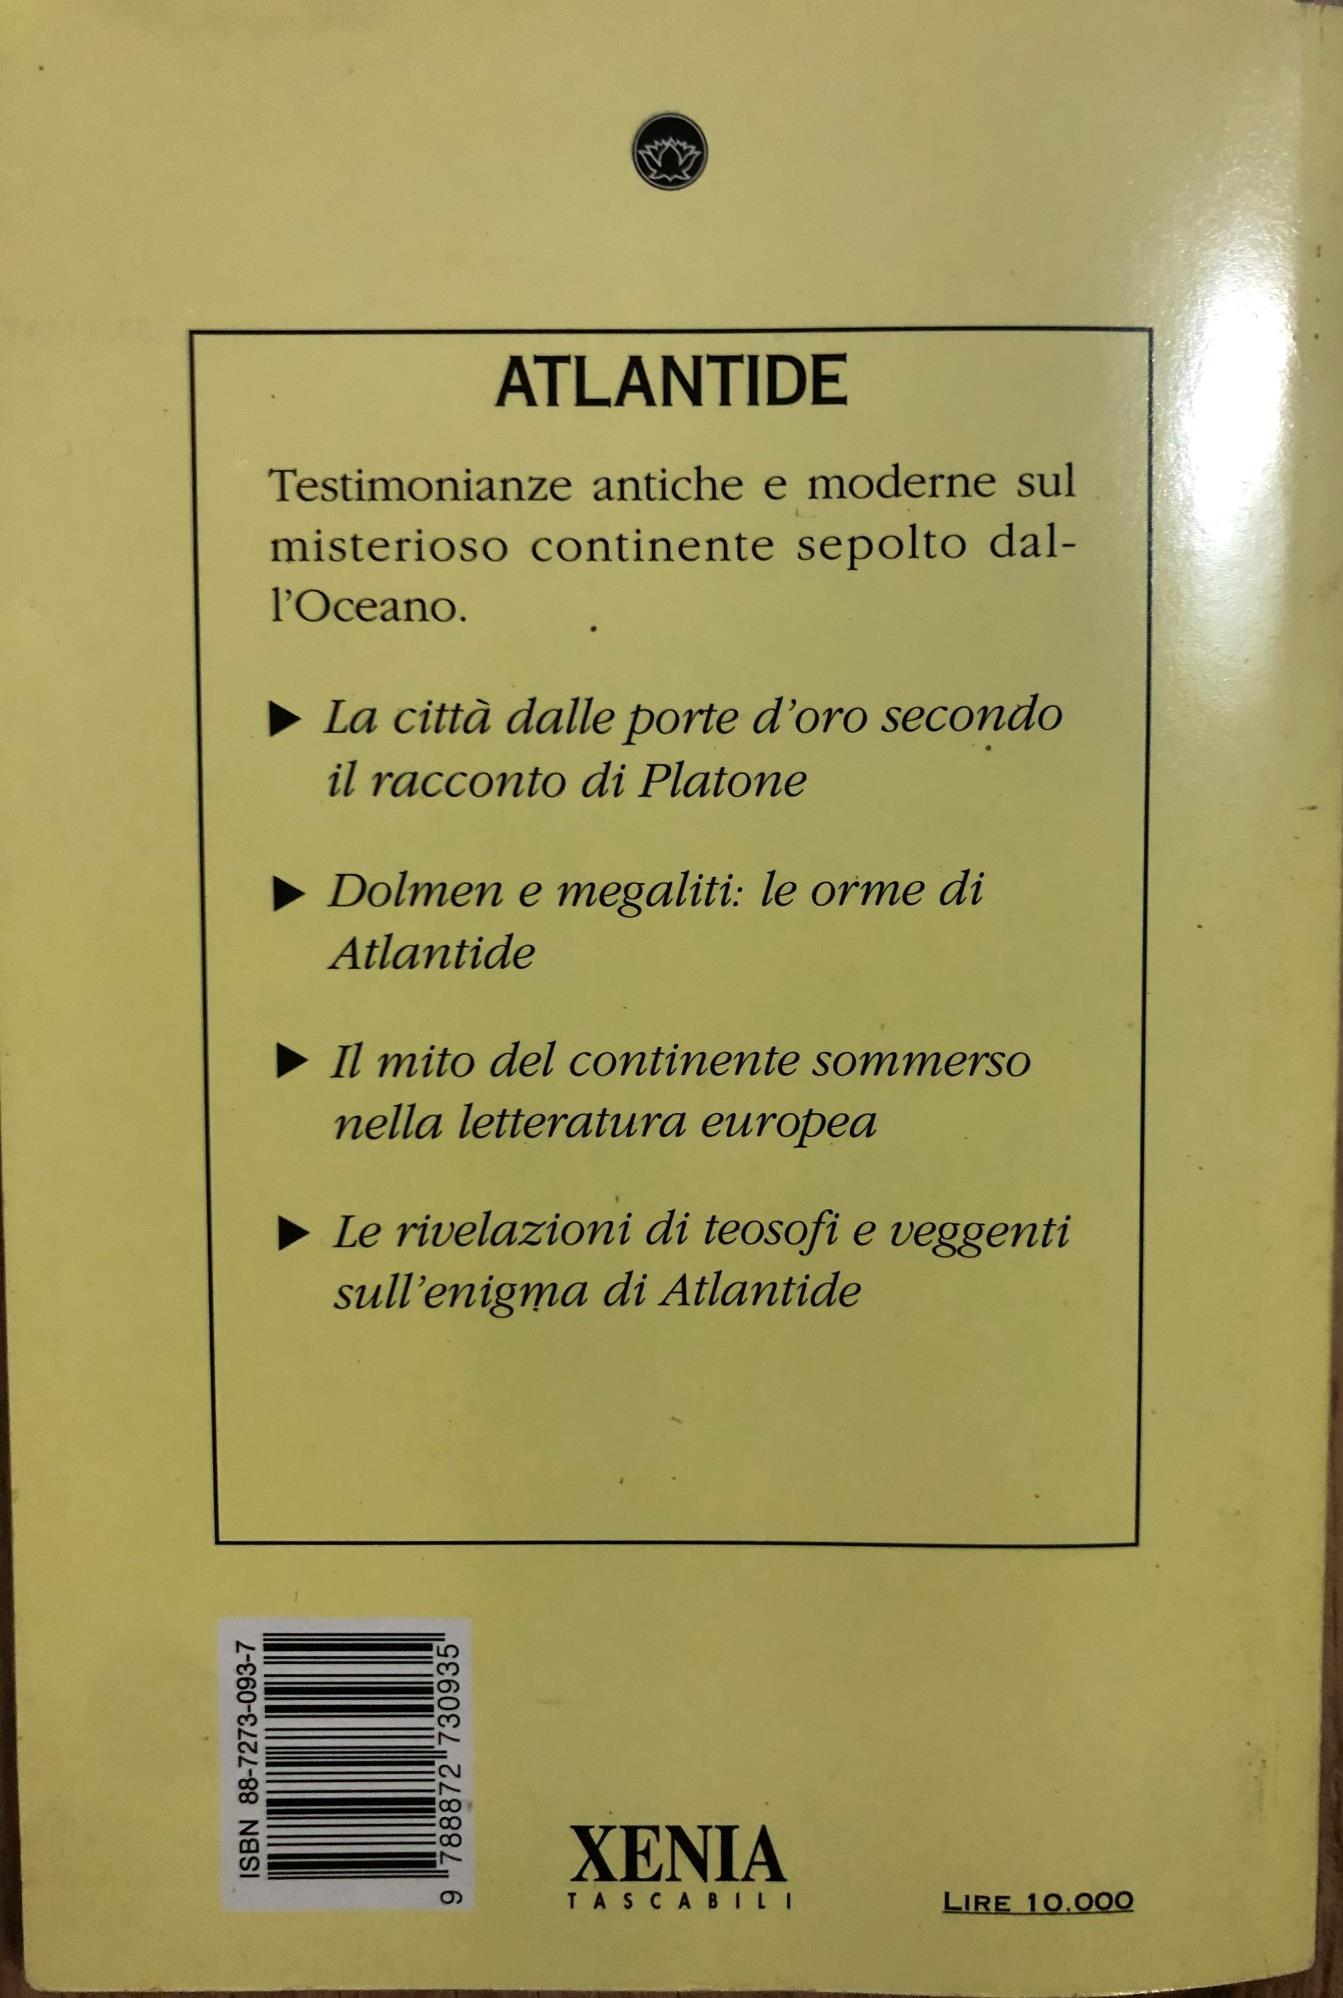 ATLANTIDE
Testimonianze antiche e moderne sul
misterioso continente sepolto dal-
l'Oceano.
▶ La città dalle porte d'oro secondo
il racconto di Platone
▶ Dolmen e megaliti: le orme di
Atlantide
▶ Il mito del continente sommerso
nella letteratura europea
▶ Le rivelazioni di teosofi e veggenti
sull'enigma di Atlantide
ISBN 88-7273-093-7
9 788872 730935
XENIA
TASCABILI
LIRE 10.000